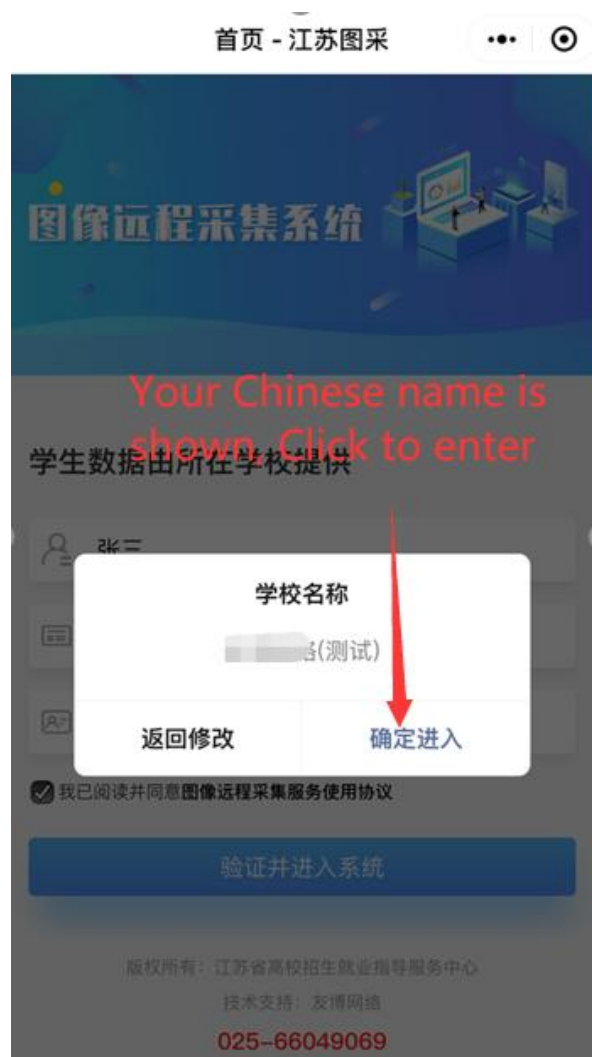 首页 - 江苏图采
图像远程采集系统
Your Chinese name is
shown, Click to enter
学生数据由所在学校提供
张三
学校名称
(测试)
返回修改
确定进入
我已阅读并同意图像远程采集服务使用协议
验证并进入系统
版权所有：江苏省高校招生就业指导服务中心
技术支持：友博网络
025-66049069